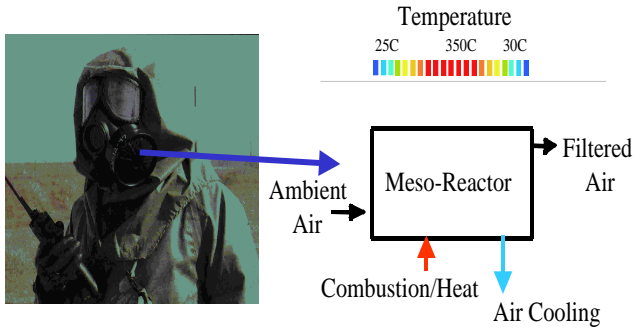 Temperature
25C 350C 30C
Filtered
Air
Meso-Reactor
Ambient
Air
Combustion/Heat
Air Cooling